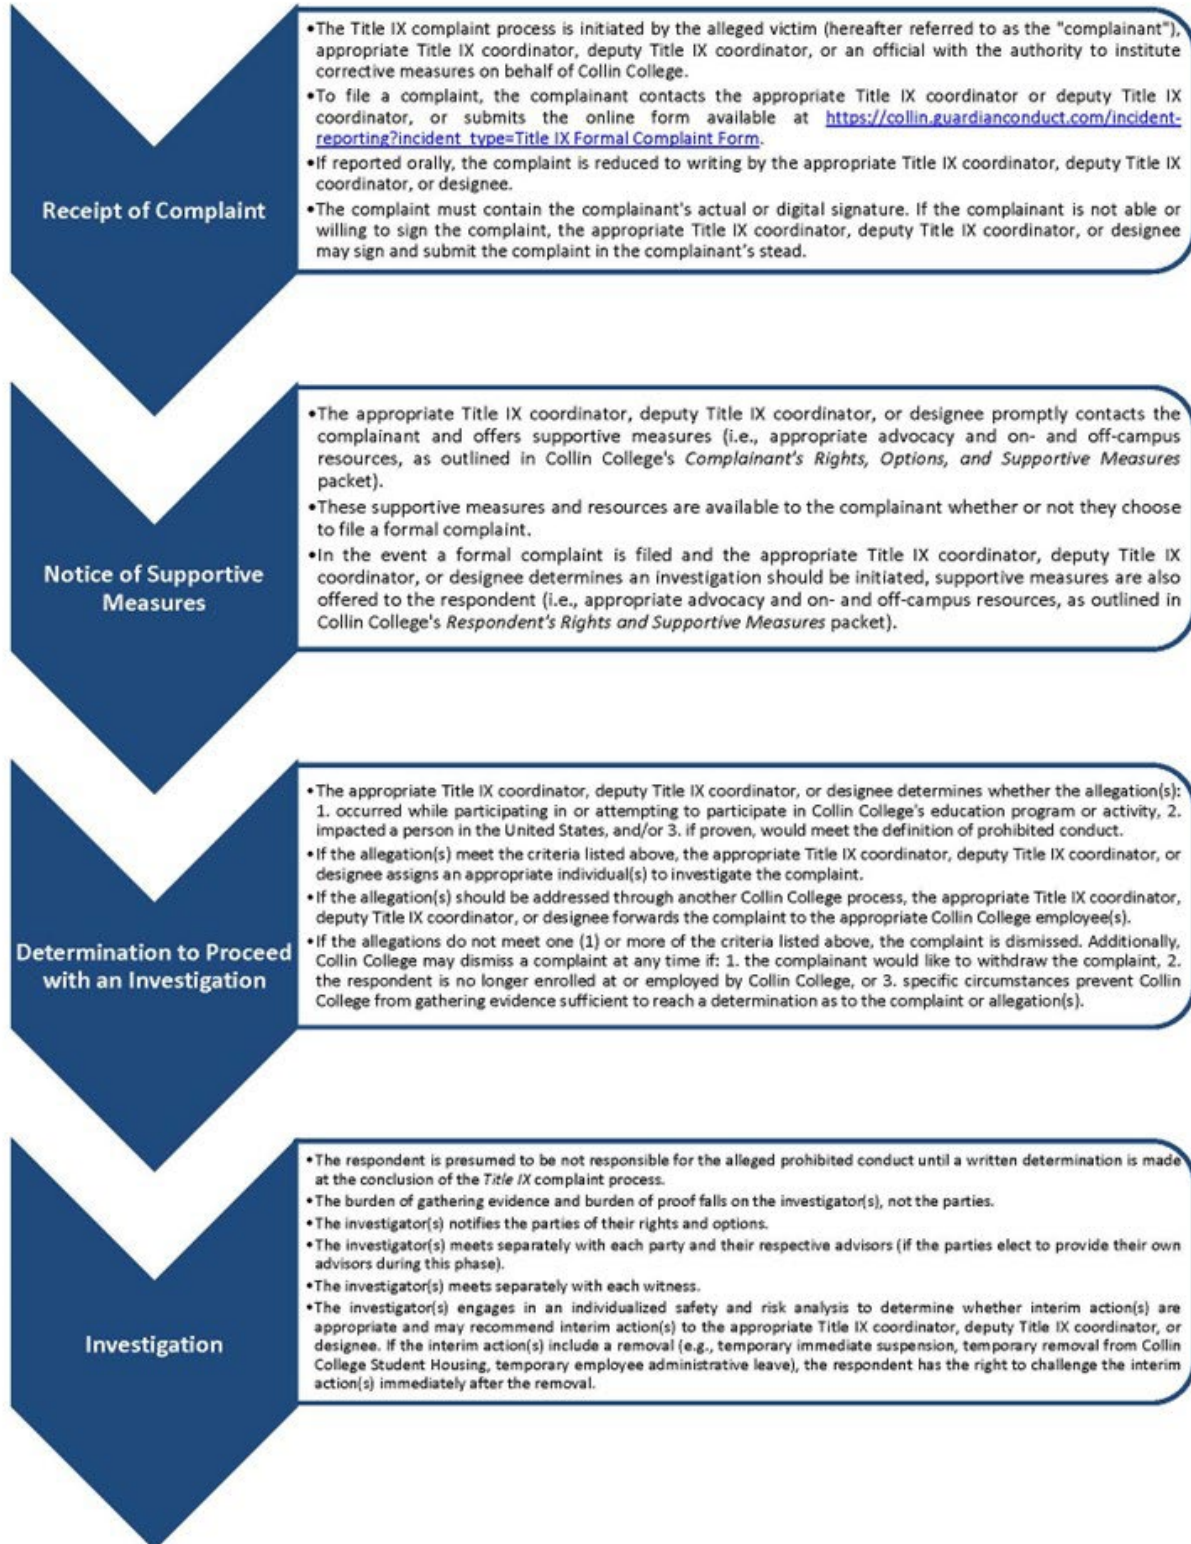 •The Title IX complaint process is initiated by the alleged victim (hereafter referred to as the "complainant"),
appropriate Title IX coordinator, deputy Title IX coordinator, or an official with the authority to institute
corrective measures on behalf of Collin College.
•To file a complaint, the complainant contacts the appropriate Title IX coordinator or deputy Title IX
coordinator, or submits the online form available at https://collin.guardianconduct.com/incident-
reporting?incident_type=Title IX Formal Complaint Form.
•If reported orally, the complaint is reduced to writing by the appropriate Title IX coordinator, deputy Title IX
coordinator, or designee.
Receipt of Complaint
•The complaint must contain the complainant's actual or digital signature. If the complainant is not able or
willing to sign the complaint, the appropriate Title IX coordinator, deputy Title IX coordinator, or designee
may sign and submit the complaint in the complainant's stead.
•The appropriate Title IX coordinator, deputy Title IX coordinator, or designee promptly contacts the
complainant and offers supportive measures (i.e., appropriate advocacy and on- and off-campus
resources, as outlined in Collin College's Complainant's Rights, Options, and Supportive Measures
packet).
•These supportive measures and resources are available to the complainant whether or not they choose
to file a formal complaint.
Notice of Supportive
Measures
•In the event a formal complaint is filed and the appropriate Title IX coordinator, deputy Title IX
coordinator, or designee determines an investigation should be initiated, supportive measures are also
offered to the respondent (i.e., appropriate advocacy and on- and off-campus resources, as outlined in
Collin College's Respondent's Rights and Supportive Measures packet).
•The appropriate Title IX coordinator, deputy Title IX coordinator, or designee determines whether the allegation(s):
1. occurred while participating in or attempting to participate in Collin College's education program or activity, 2.
impacted a person in the United States, and/or 3. if proven, would meet the definition of prohibited conduct.
•If the allegation(s) meet the criteria listed above, the appropriate Title IX coordinator, deputy Title IX coordinator, or
designee assigns an appropriate individual(s) to investigate the complaint.
•If the allegation(s) should be addressed through another Collin College process, the appropriate Title IX coordinator,
deputy Title IX coordinator, or designee forwards the complaint to the appropriate Collin College employee(s).
Determination to Proceed
with an Investigation
•If the allegations do not meet one (1) or more of the criteria listed above, the complaint is dismissed. Additionally,
Collin College may dismiss a complaint at any time if: 1. the complainant would like to withdraw the complaint, 2.
the respondent is no longer enrolled at or employed by Collin College, or 3. specific circumstances prevent Collin
College from gathering evidence sufficient to reach a determination as to the complaint or allegation(s).
•The respondent is presumed to be not responsible for the alleged prohibited conduct until a written determination is made
at the conclusion of the Title IX complaint process.
•The burden of gathering evidence and burden of proof falls on the investigator(s), not the parties.
•The investigator(s) notifies the parties of their rights and options.
•The investigator(s) meets separately with each party and their respective advisors (if the parties elect to provide their own
advisors during this phase).
•The investigator(s) meets separately with each witness.
Investigation
•The investigator(s) engages in an individualized safety and risk analysis to determine whether interim action(s) are
appropriate and may recommend interim action(s) to the appropriate Title IX coordinator, deputy Title IX coordinator, or
designee. If the interim action(s) include a removal (e.g., temporary immediate suspension, temporary removal from Collin
College Student Housing, temporary employee administrative leave), the respondent has the right to challenge the interim
action(s) immediately after the removal.